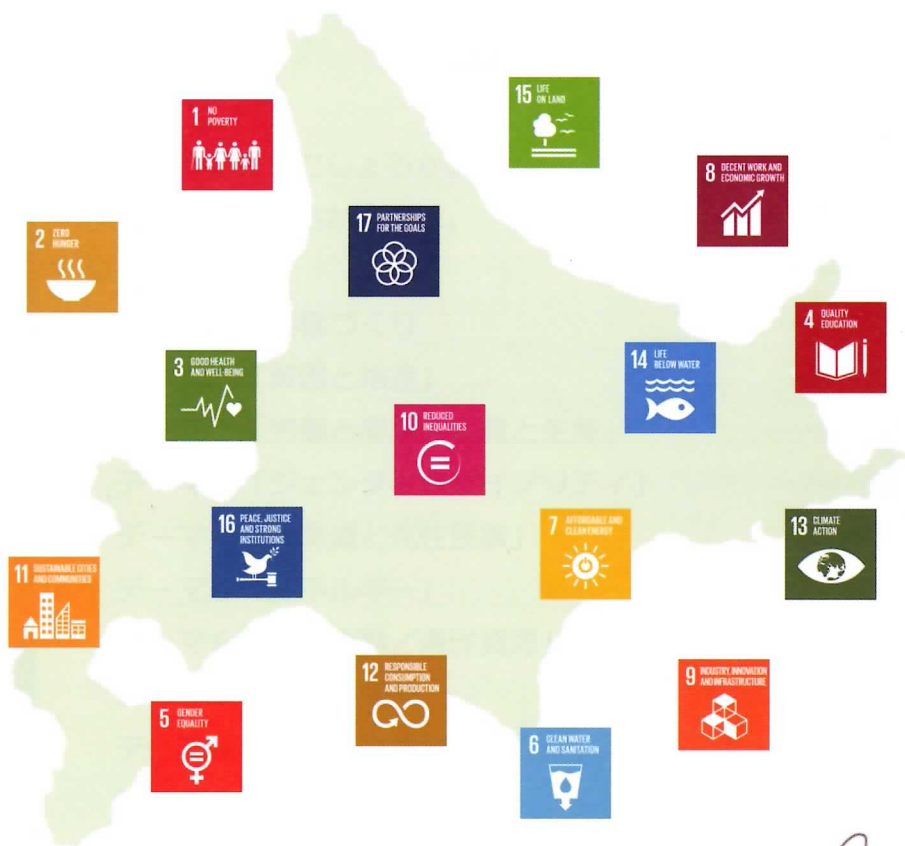 1 NO
POVERTY
15 LIFE
ON LAND
8 DECENT WORK AND
ECONOMIC GROWTH
2 ZERO
HUNGER
17 PARTNERSHIPS
FOR THE GOALS
4 QUALITY
EDUCATION
3 GOOD HEALTH
AND WELL-BEING
14 LIFE
BELOW WATER
10 REDUCED
INEQUALITIES
16 PEACE, JUSTICE
AND STRONG
INSTITUTIONS
7 AFFORDABLE AND
CLEAN ENERGY
13 CLIMATE
ACTION
11 SUSTAINABLE CITIES
AND COMMUNITIES
12 RESPONSIBLE
CONSUMPTION
AND PRODUCTION
9 INDUSTRY, INNOVATION
AND INFRASTRUCTURE
5 GENDER
EQUALITY
6 CLEAN WATER
AND SANITATION